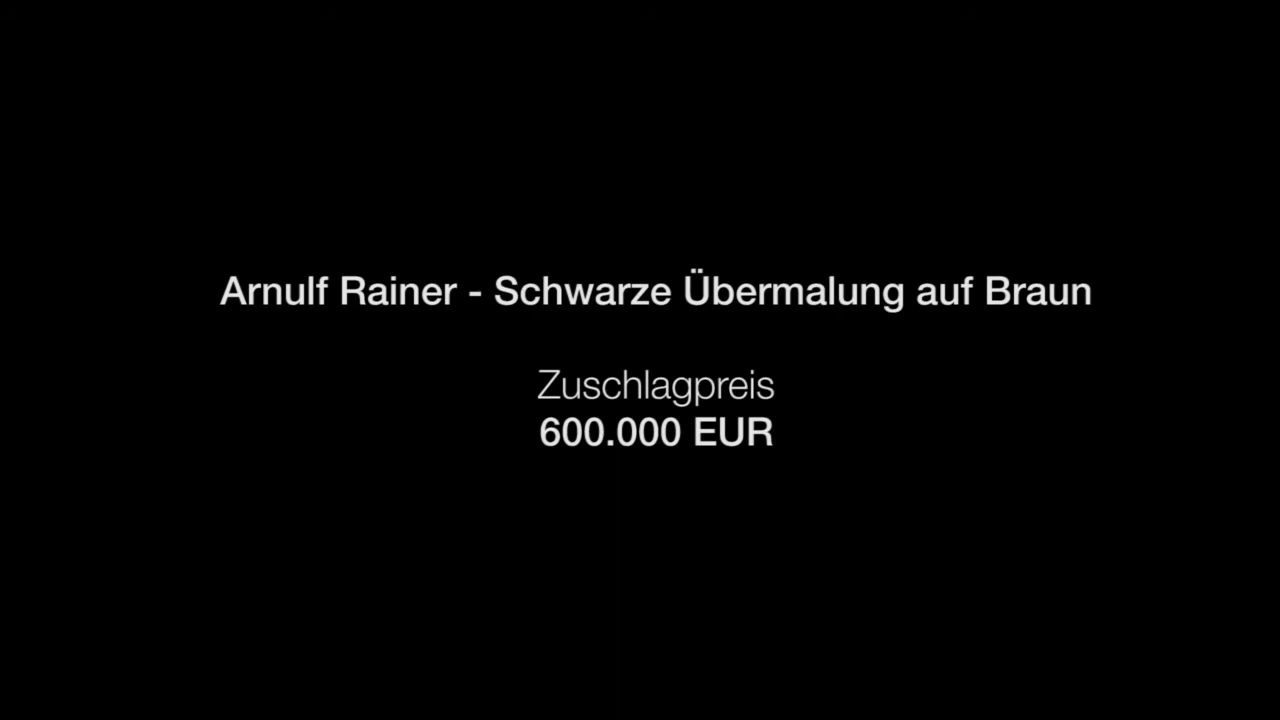 Arnulf Rainer - Schwarze Übermalung auf Braun
Zuschlagpreis
600.000 EUR